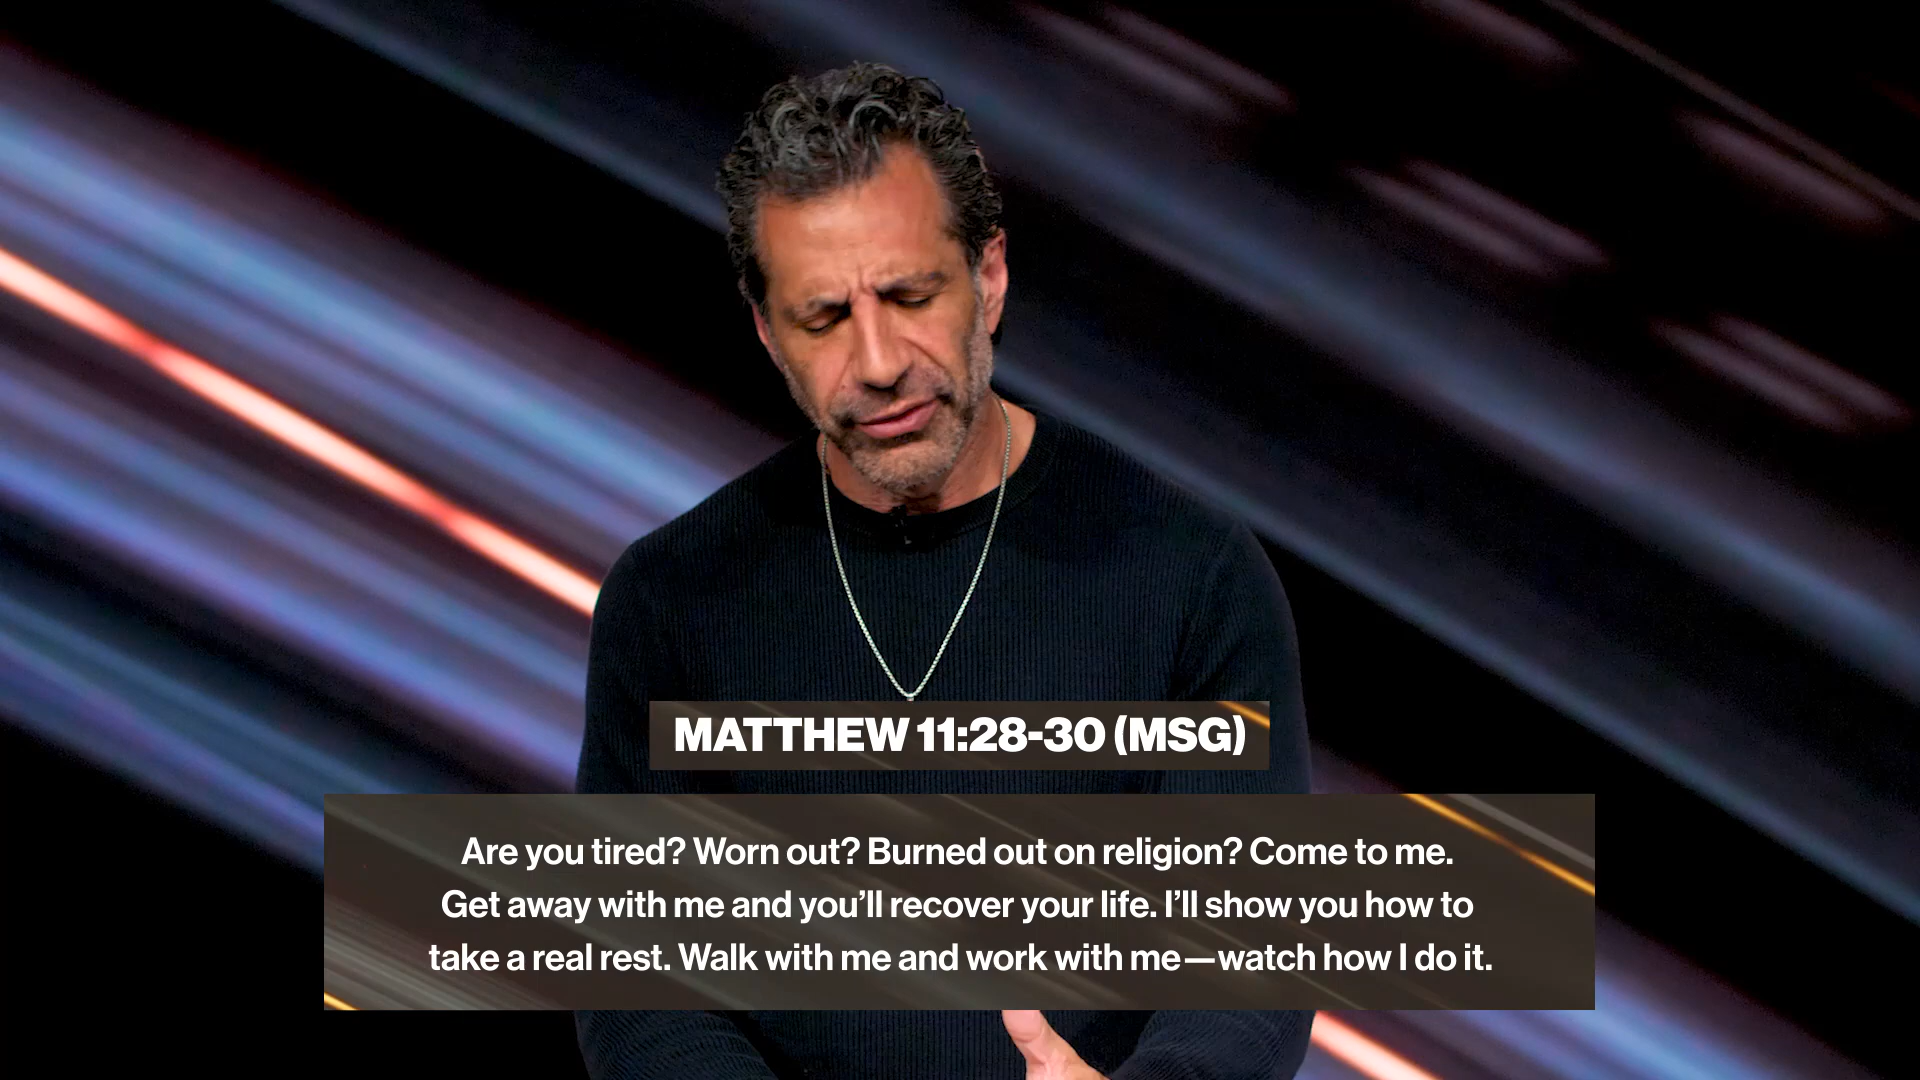 MATTHEW 11:28-30 (MSG)
Are you tired? Worn out? Burned out on religion? Come to me.
Get away with me and you’ll recover your life. I’ll show you how to
take a real rest. Walk with me and work with me—watch how I do it.